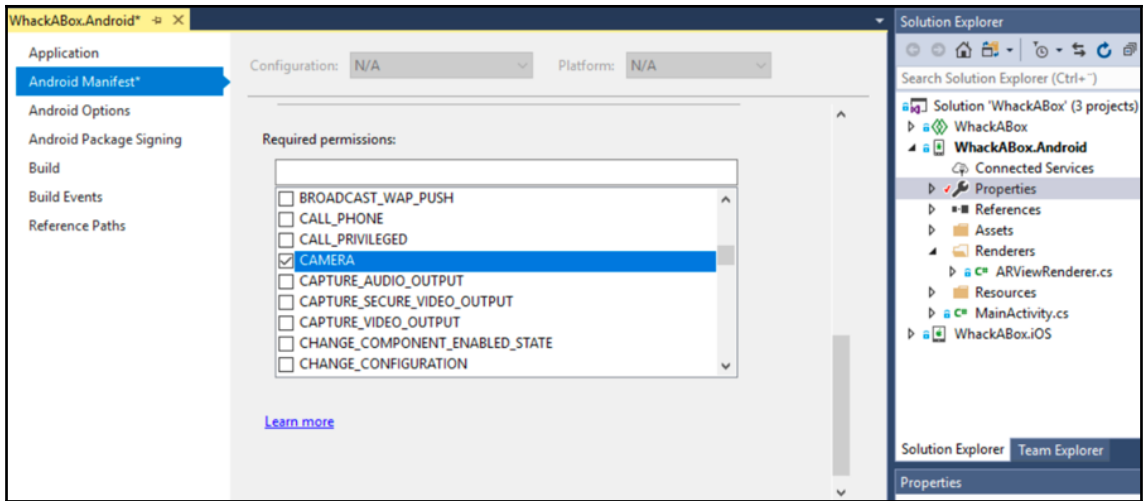 WhackABox.Android*
Application
Android Manifest*
Android Options
Android Package Signing
Build
Build Events
Reference Paths
Configuration: N/A Platform: N/A
Required permissions:
BROADCAST_WAP_PUSH
CALL_PHONE
CALL_PRIVILEGED
CAMERA
CAPTURE_AUDIO_OUTPUT
CAPTURE_SECURE_VIDEO_OUTPUT
CAPTURE_VIDEO_OUTPUT
CHANGE_COMPONENT_ENABLED_STATE
CHANGE_CONFIGURATION
Learn more
Solution Explorer
Search Solution Explorer (Ctrl+¨)
Solution 'WhackABox' (3 projects)
WhackABox
WhackABox.Android
Connected Services
Properties
References
Assets
Renderers
C# ARViewRenderer.cs
Resources
C# MainActivity.cs
WhackABox.iOS
Solution Explorer Team Explorer
Properties